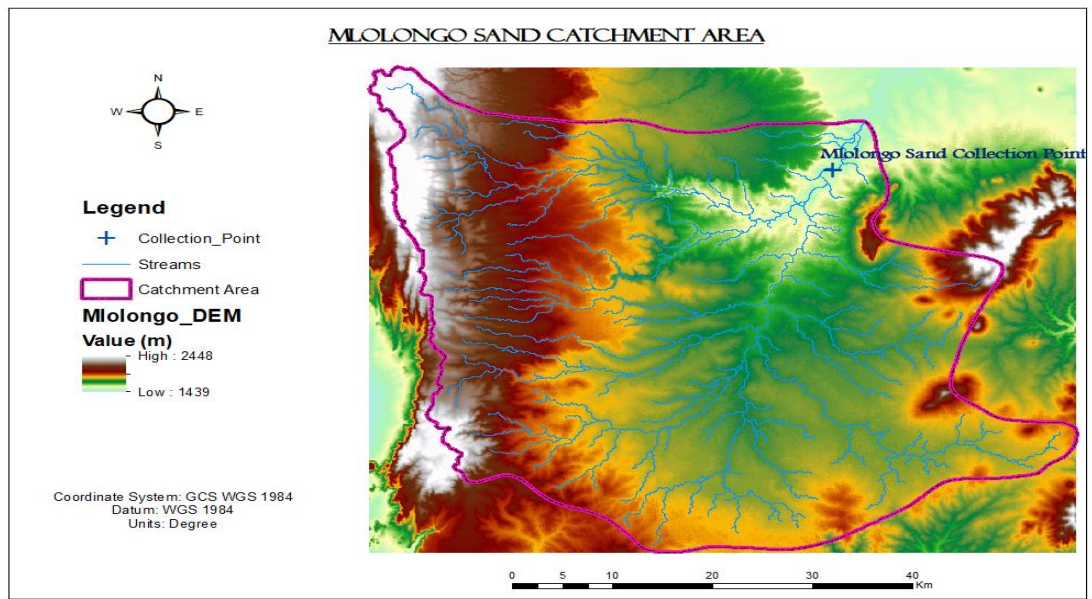 MLOLONGO SAND CATCHMENT AREA
N
W
E
S
Mlolongo Sand Collection Point
Legend
Collection_Point
Streams
Catchment Area
Mlolongo_DEM
Value (m)
High : 2448
Low : 1439
Coordinate System: GCS WGS 1984
Datum: WGS 1984
Units: Degree
0 5 10 20 30 40
Km